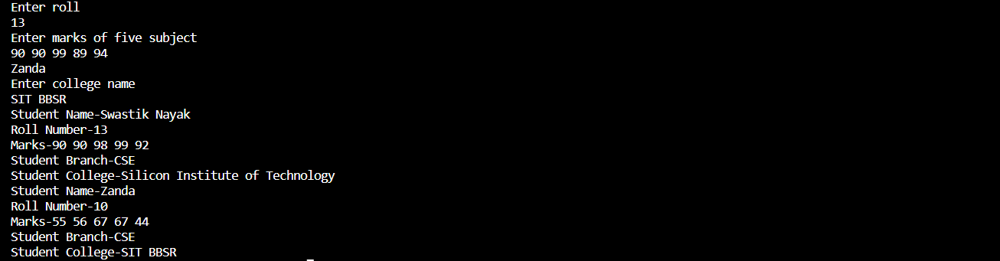 Enter roll
13
Enter marks of five subject
90 90 99 89 94
Zanda
Enter college name
SIT BBSR
Student Name-Swastik Nayak
Roll Number-13
Marks-90 90 98 99 92
Student Branch-CSE
Student College-Silicon Institute of Technology
Student Name-Zanda
Roll Number-10
Marks-55 56 67 67 44
Student Branch-CSE
Student College-SIT BBSR